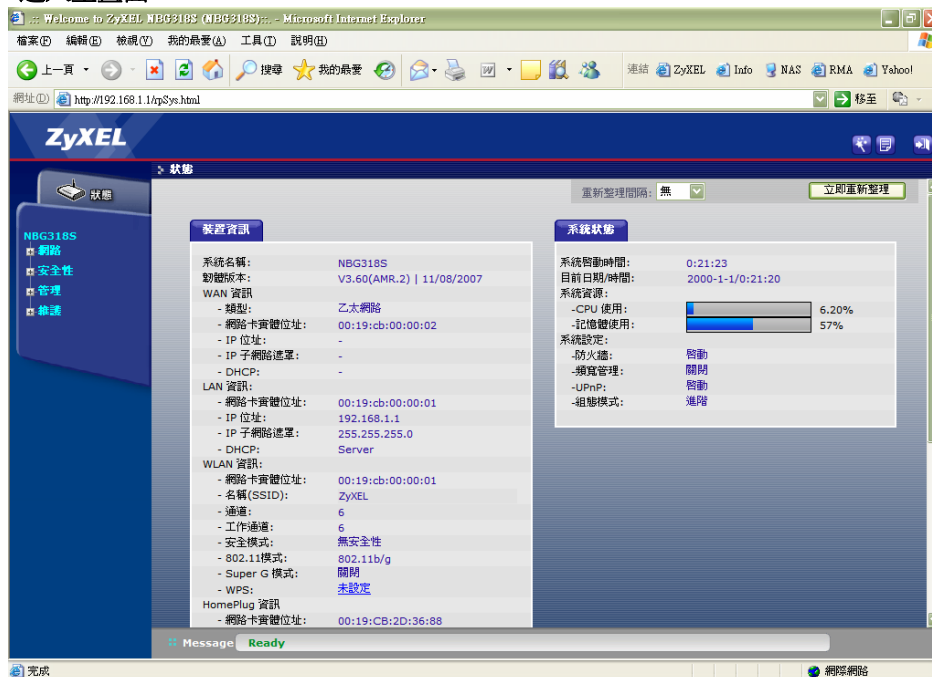 .:: Welcome to ZyXEL NBG318S (NBG318S)::. - Microsoft Internet Explorer
檔案(F) 編輯(E) 檢視(V) 我的最愛(A) 工具(T) 說明(H)
上一頁 搜尋 我的最愛 連結 ZyXEL Info NAS RMA Yahoo!
網址(D) http://192.168.1.1/rpSys.html 移至
ZyXEL
狀態
狀態
重新整理間隔: 無 立即重新整理
NBG318S
網路
安全性
管理
維護
裝置資訊
系統名稱: NBG318S
韌體版本: V3.60(AMR.2) | 11/08/2007
WAN 資訊
- 類型: 乙太網路
- 網路卡實體位址: 00:19:cb:00:00:02
- IP 位址: -
- IP 子網路遮罩: -
- DHCP: -
LAN 資訊:
- 網路卡實體位址: 00:19:cb:00:00:01
- IP 位址: 192.168.1.1
- IP 子網路遮罩: 255.255.255.0
- DHCP: Server
WLAN 資訊:
- 網路卡實體位址: 00:19:cb:00:00:01
- 名稱(SSID): ZyXEL
- 通道: 6
- 工作通道: 6
- 安全模式: 無安全性
- 802.11模式: 802.11b/g
- Super G 模式: 關閉
- WPS: 未設定
HomePlug 資訊
- 網路卡實體位址: 00:19:CB:2D:36:88
系統狀態
系統啟動時間: 0:21:23
目前日期/時間: 2000-1-1/0:21:20
系統資源:
-CPU 使用: 6.20%
-記憶體使用: 57%
系統設定:
-防火牆: 啟動
-頻寬管理: 關閉
-UPnP: 啟動
-組態模式: 進階
Message Ready
完成 網際網路